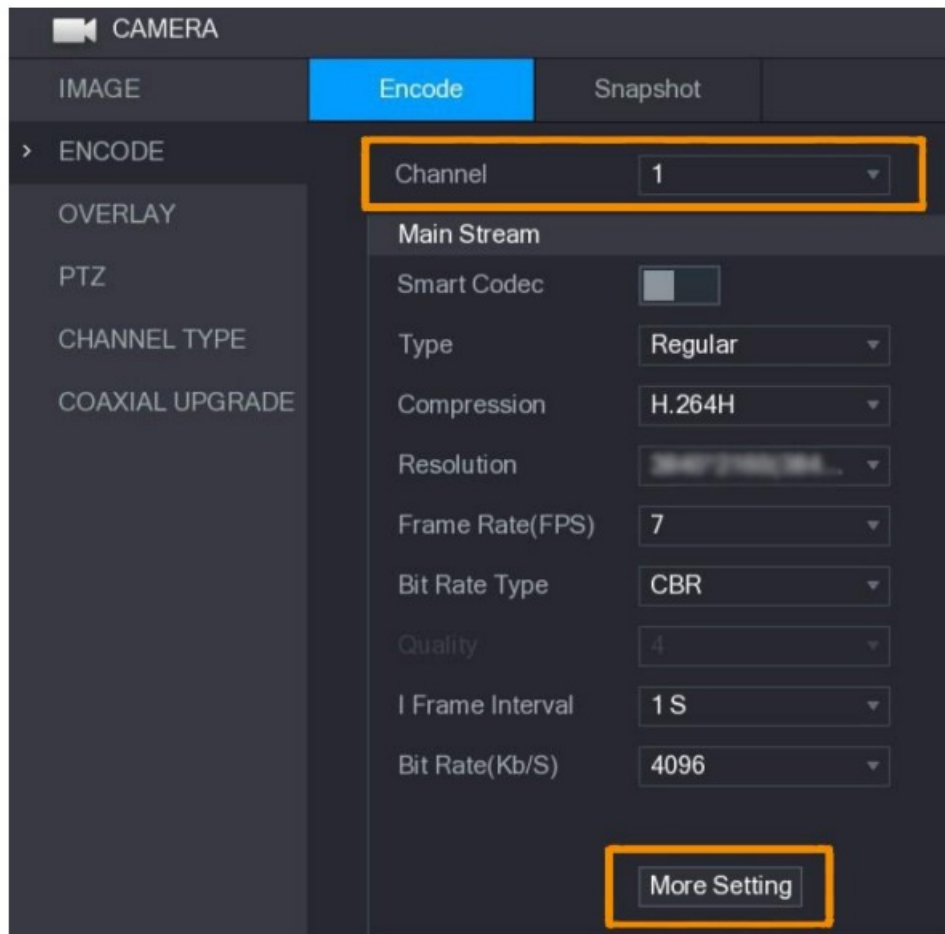 CAMERA
IMAGE
Encode Snapshot
ENCODE
Channel 1
OVERLAY
Main Stream
PTZ
Smart Codec
CHANNEL TYPE
Type Regular
COAXIAL UPGRADE
Compression H.264H
Resolution
Frame Rate(FPS) 7
Bit Rate Type CBR
Quality 4
I Frame Interval 1 S
Bit Rate(Kb/S) 4096
More Setting